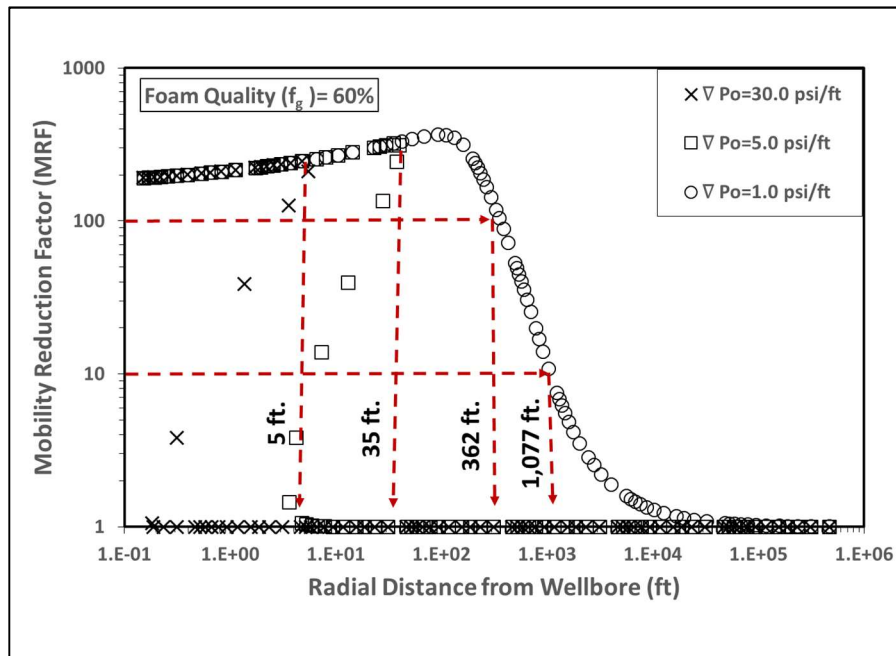 Foam Quality (f_g)= 60%
∇ Po=30.0 psi/ft
∇ Po=5.0 psi/ft
∇ Po=1.0 psi/ft
Mobility Reduction Factor (MRF)
1000
100
10
1
5 ft.
35 ft.
362 ft.
1,077 ft.
1.E-01 1.E+00 1.E+01 1.E+02 1.E+03 1.E+04 1.E+05 1.E+06
Radial Distance from Wellbore (ft)